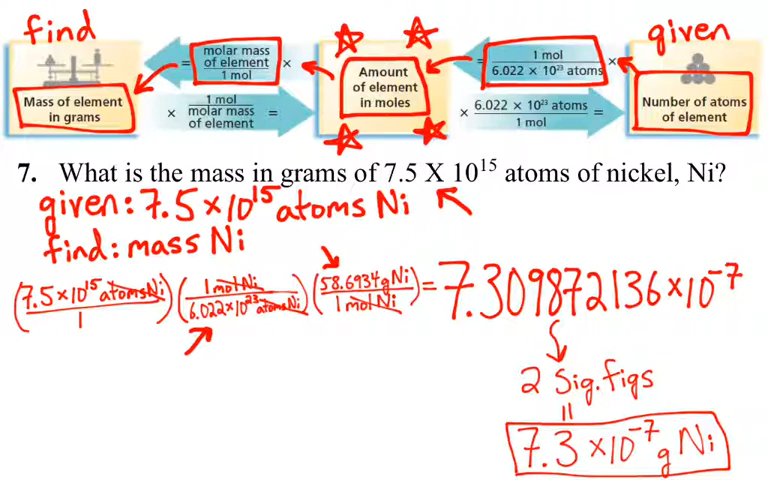 find
given
= molar mass of element / 1 mol ×
= 1 mol / 6.022 × 10²³ atoms ×
Mass of element
in grams
Amount
of element
in moles
Number of atoms
of element
× 1 mol / molar mass of element =
× 6.022 × 10²³ atoms / 1 mol =
7. What is the mass in grams of 7.5 X 10¹⁵ atoms of nickel, Ni?
given: 7.5 × 10¹⁵ atoms Ni
find: mass Ni
(7.5 × 10¹⁵ atoms Ni / 1) (1 mol Ni / 6.022 × 10²³ atoms Ni) (58.6934 g Ni / 1 mol Ni) = 7.309872136 × 10⁻⁷
2 Sig. figs
=
7.3 × 10⁻⁷ g Ni